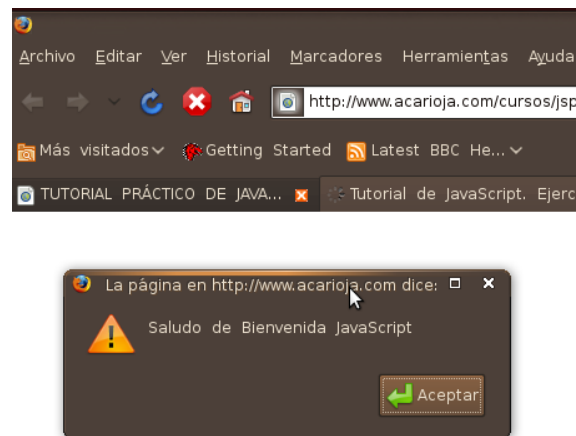 Archivo Editar Ver Historial Marcadores Herramientas Ayuda
http://www.acarioja.com/cursos/jsp
Más visitados Getting Started Latest BBC He...
TUTORIAL PRÁCTICO DE JAVA... Tutorial de JavaScript. Ejerc
La página en http://www.acarioja.com dice:
Saludo de Bienvenida JavaScript
Aceptar